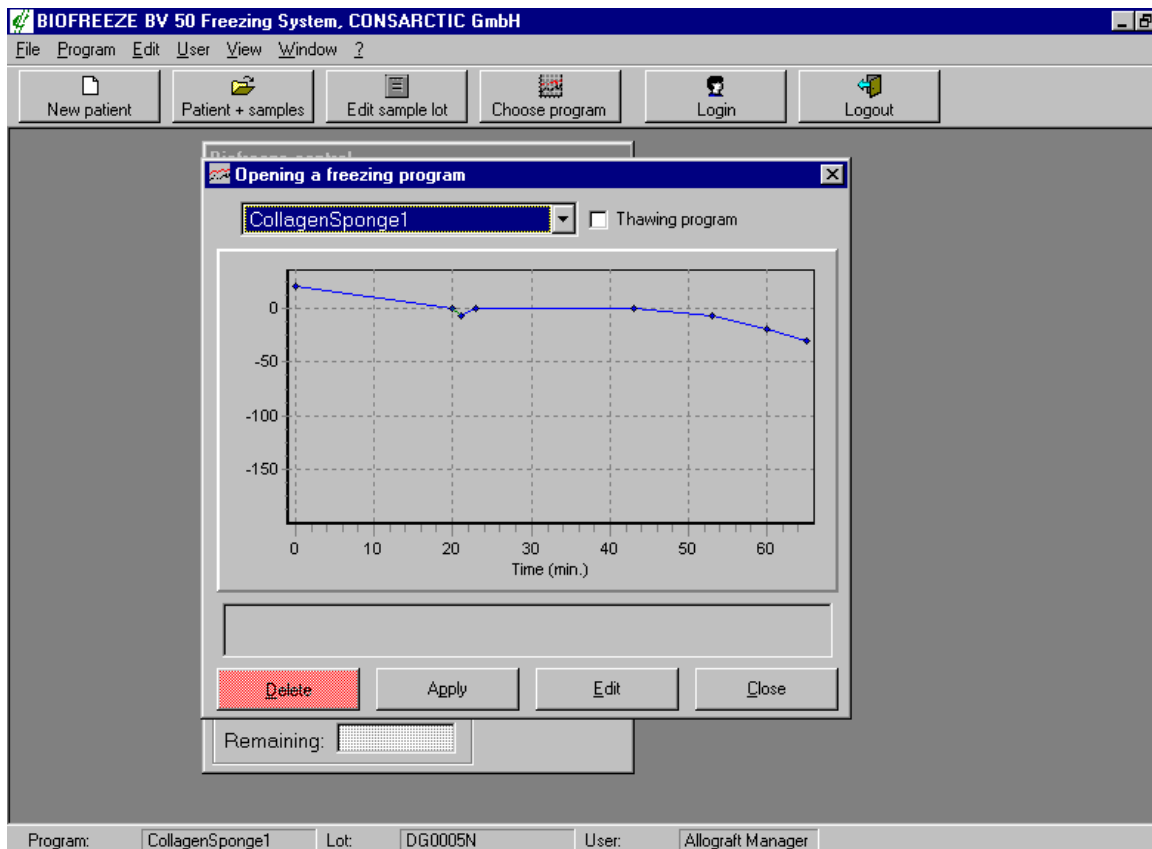 BIOFREEZE BV 50 Freezing System, CONSARCTIC GmbH
File Program Edit User View Window ?
New patient Patient + samples Edit sample lot Choose program Login Logout
Biofreeze control
Opening a freezing program
CollagenSponge1 Thawing program
0
-50
-100
-150
0 10 20 30 40 50 60
Time (min.)
Delete Apply Edit Close
Remaining:
Program: CollagenSponge1 Lot: DG0005N User: Allograft Manager